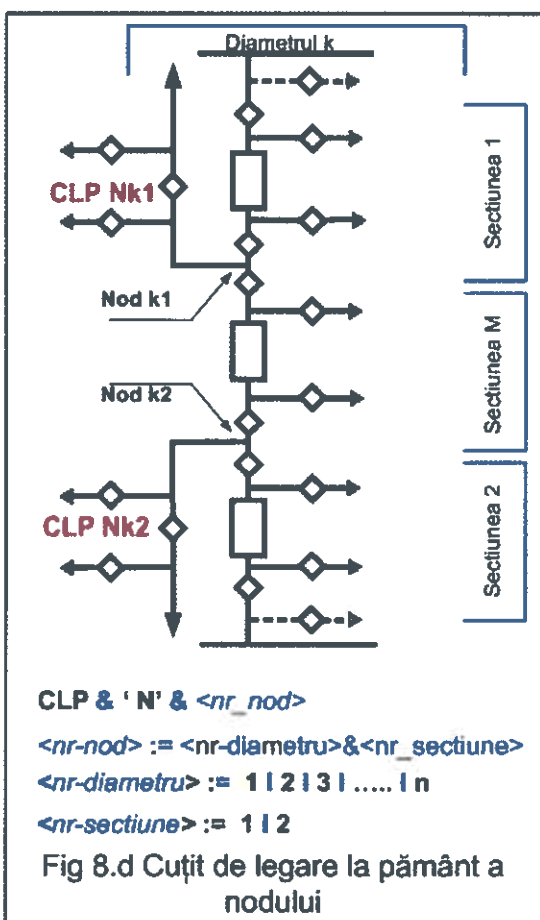 Diametrul k
CLP Nk1
Sectiunea 1
Nod k1
Sectiunea M
Nod k2
CLP Nk2
Sectiunea 2
CLP & ' N' & <nr_nod>
<nr-nod> := <nr-diametru>&<nr_sectiune>
<nr-diametru> := 1 | 2 | 3 | ..... | n
<nr-sectiune> := 1 | 2
Fig 8.d Cuțit de legare la pământ a
nodului